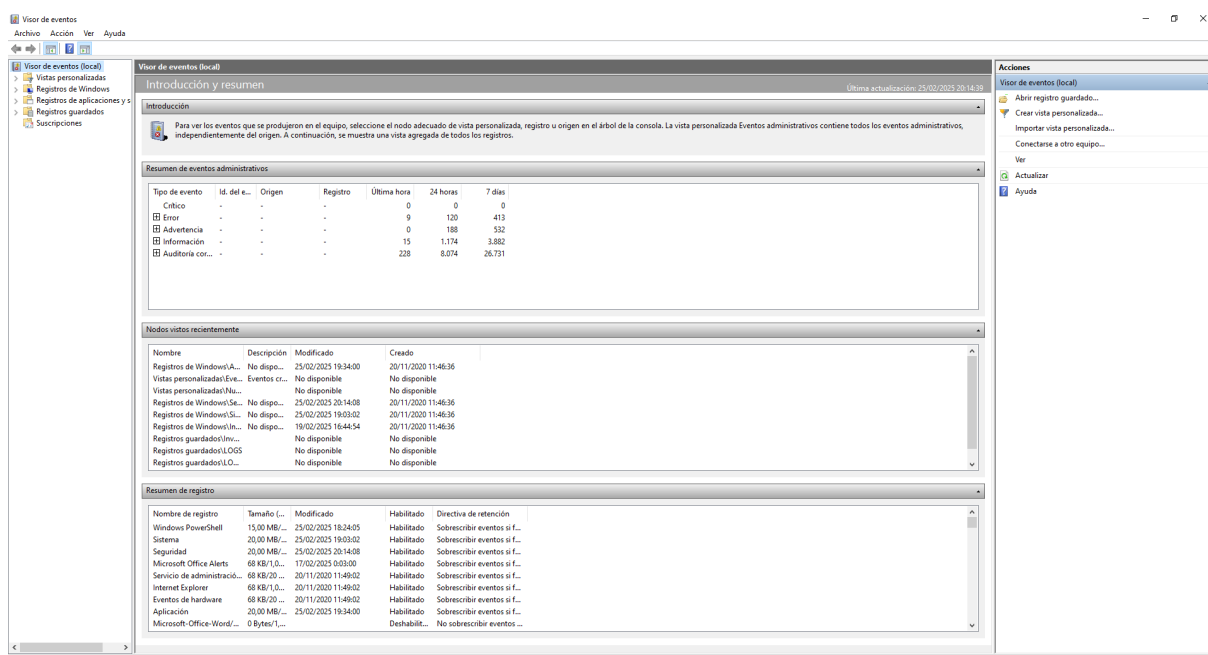 Visor de eventos
Archivo Acción Ver Ayuda
Visor de eventos (local)
Vistas personalizadas
Registros de Windows
Registros de aplicaciones y s
Registros guardados
Suscripciones
Visor de eventos (local)
Introducción y resumen
Última actualización: 25/02/2025 20:14:39
Introducción
Para ver los eventos que se produjeron en el equipo, seleccione el nodo adecuado de vista personalizada, registro u origen en el árbol de la consola. La vista personalizada Eventos administrativos contiene todos los eventos administrativos,
independientemente del origen. A continuación, se muestra una vista agregada de todos los registros.
Resumen de eventos administrativos
Tipo de evento Id. del e... Origen Registro Última hora 24 horas 7 días
Crítico - - - 0 0 0
Error - - - 9 120 413
Advertencia - - - 0 188 532
Información - - - 15 1.174 3.882
Auditoría cor... - - - 228 8.074 26.731
Nodos vistos recientemente
Nombre Descripción Modificado Creado
Registros de Windows\A... No dispo... 25/02/2025 19:34:00 20/11/2020 11:46:36
Vistas personalizadas\Eve... Eventos cr... No disponible No disponible
Vistas personalizadas\Nu... No disponible No disponible
Registros de Windows\Se... No dispo... 25/02/2025 20:14:08 20/11/2020 11:46:36
Registros de Windows\Si... No dispo... 25/02/2025 19:03:02 20/11/2020 11:46:36
Registros de Windows\In... No dispo... 19/02/2025 16:44:54 20/11/2020 11:46:36
Registros guardados\Inv... No disponible No disponible
Registros guardados\LOGS No disponible No disponible
Registros guardados\LO... No disponible No disponible
Resumen de registro
Nombre de registro Tamaño (... Modificado Habilitado Directiva de retención
Windows PowerShell 15,00 MB/... 25/02/2025 18:24:05 Habilitado Sobrescribir eventos si f...
Sistema 20,00 MB/... 25/02/2025 19:03:02 Habilitado Sobrescribir eventos si f...
Seguridad 20,00 MB/... 25/02/2025 20:14:08 Habilitado Sobrescribir eventos si f...
Microsoft Office Alerts 68 KB/1,0... 17/02/2025 0:03:00 Habilitado Sobrescribir eventos si f...
Servicio de administració... 68 KB/20 ... 20/11/2020 11:49:02 Habilitado Sobrescribir eventos si f...
Internet Explorer 68 KB/1,0... 20/11/2020 11:49:02 Habilitado Sobrescribir eventos si f...
Eventos de hardware 68 KB/20 ... 20/11/2020 11:49:02 Habilitado Sobrescribir eventos si f...
Aplicación 20,00 MB/... 25/02/2025 19:34:00 Habilitado Sobrescribir eventos si f...
Microsoft-Office-Word/... 0 Bytes/1,... Deshabilit... No sobrescribir eventos ...
Acciones
Visor de eventos (local)
Abrir registro guardado...
Crear vista personalizada...
Importar vista personalizada...
Conectarse a otro equipo...
Ver
Actualizar
Ayuda